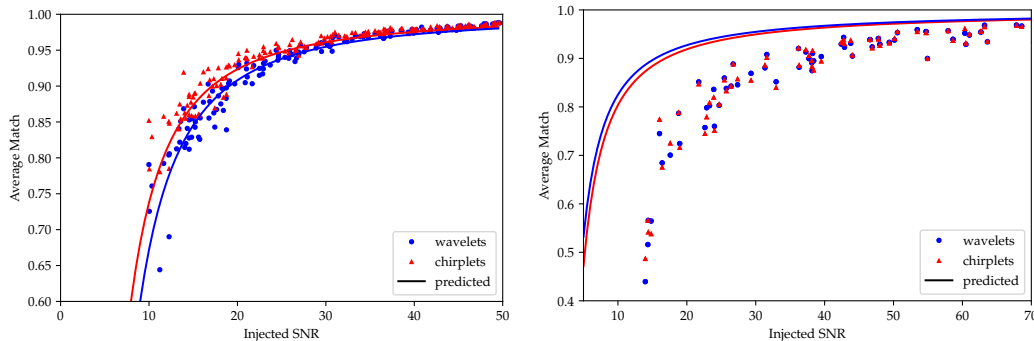 1.00
0.95
0.90
0.85
0.80
0.75
0.70
0.65
0.60
Average Match
0 10 20 30 40 50
Injected SNR
wavelets
chirplets
predicted
1.0
0.9
0.8
0.7
0.6
0.5
0.4
Average Match
10 20 30 40 50 60 70
Injected SNR
wavelets
chirplets
predicted